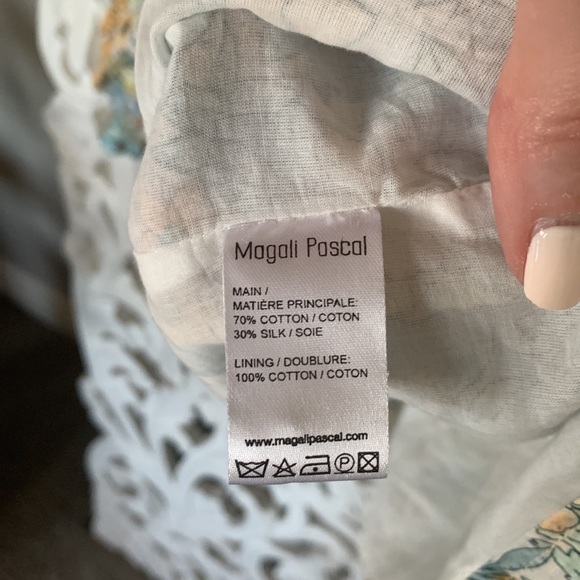 Magali Pascal
MAIN /
MATIÈRE PRINCIPALE:
70% COTTON / COTON
30% SILK / SOIE
LINING / DOUBLURE:
100% COTTON / COTON
www.magalipascal.com
P